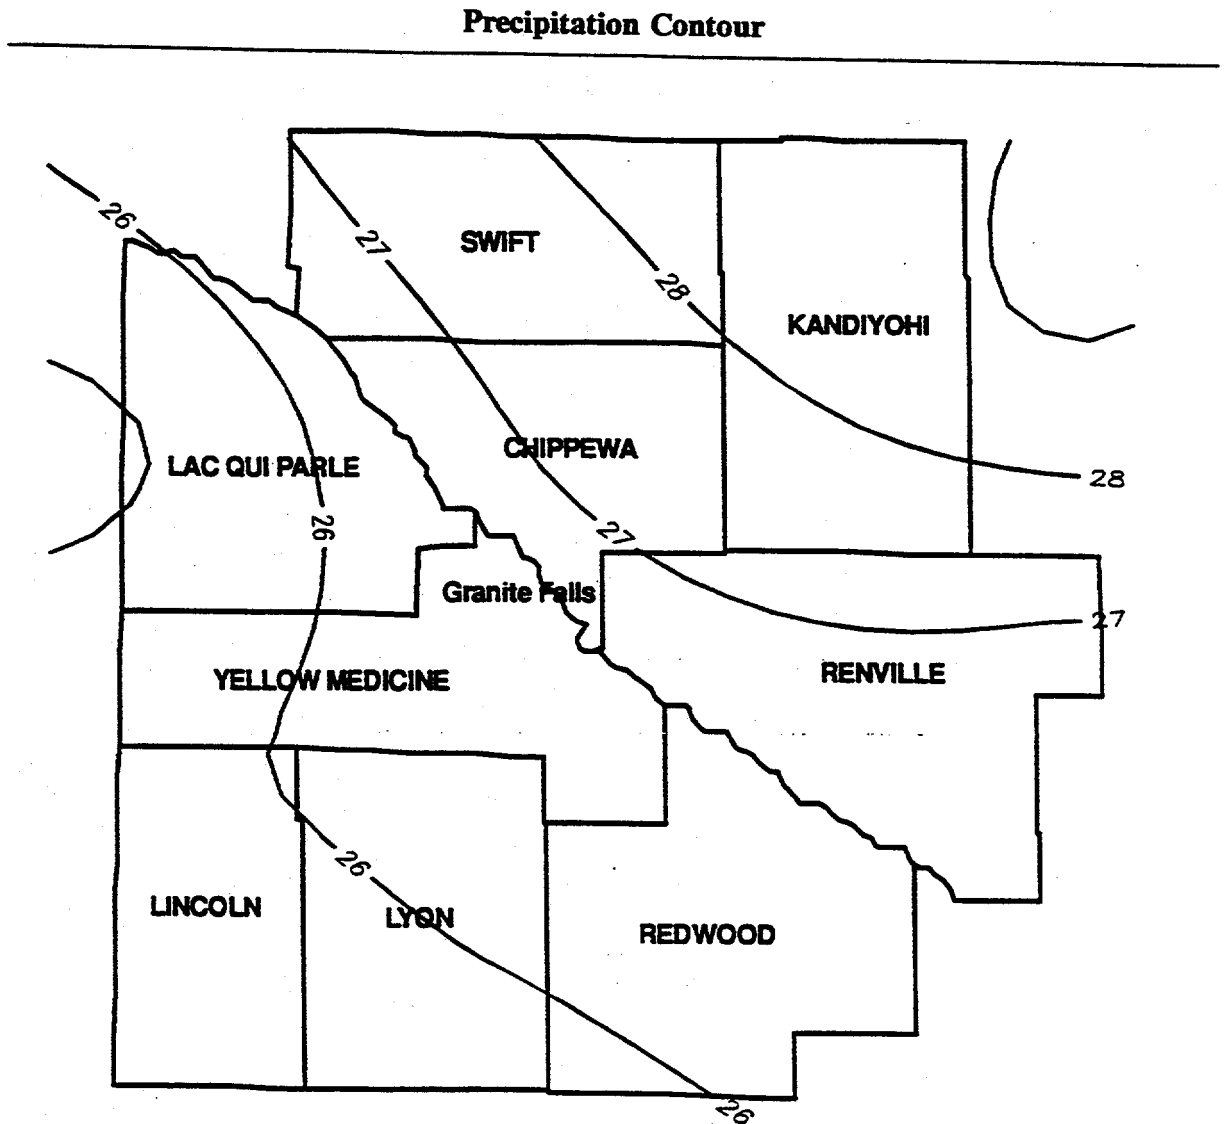 Precipitation Contour
26
27
SWIFT
28
KANDIYOHI
CHIPPEWA
LAC QUI PARLE
28
26
27
Granite Falls
27
RENVILLE
YELLOW MEDICINE
26
LINCOLN
LYON
REDWOOD
26